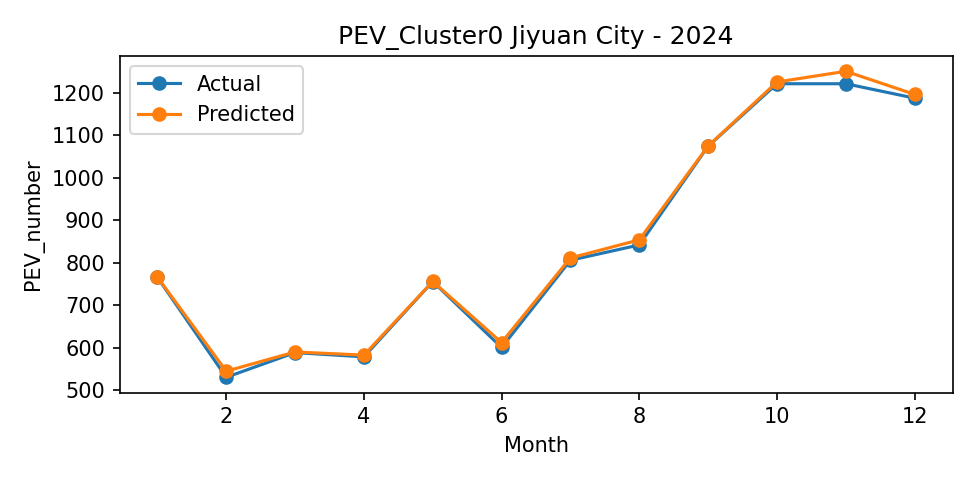 PEV_Cluster0 Jiyuan City - 2024
Actual
Predicted
PEV_number
1200
1100
1000
900
800
700
600
500
2 4 6 8 10 12
Month